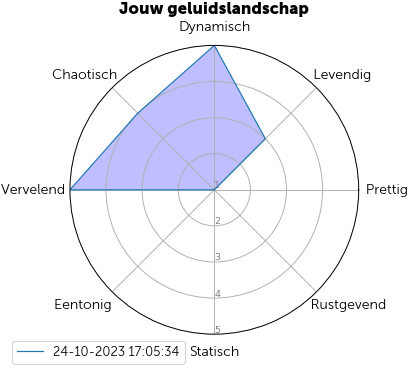 Jouw geluidslandschap
Dynamisch
Chaotisch
Levendig
Vervelend
1
Prettig
2
3
4
Eentonig
Rustgevend
5
24-10-2023 17:05:34
Statisch